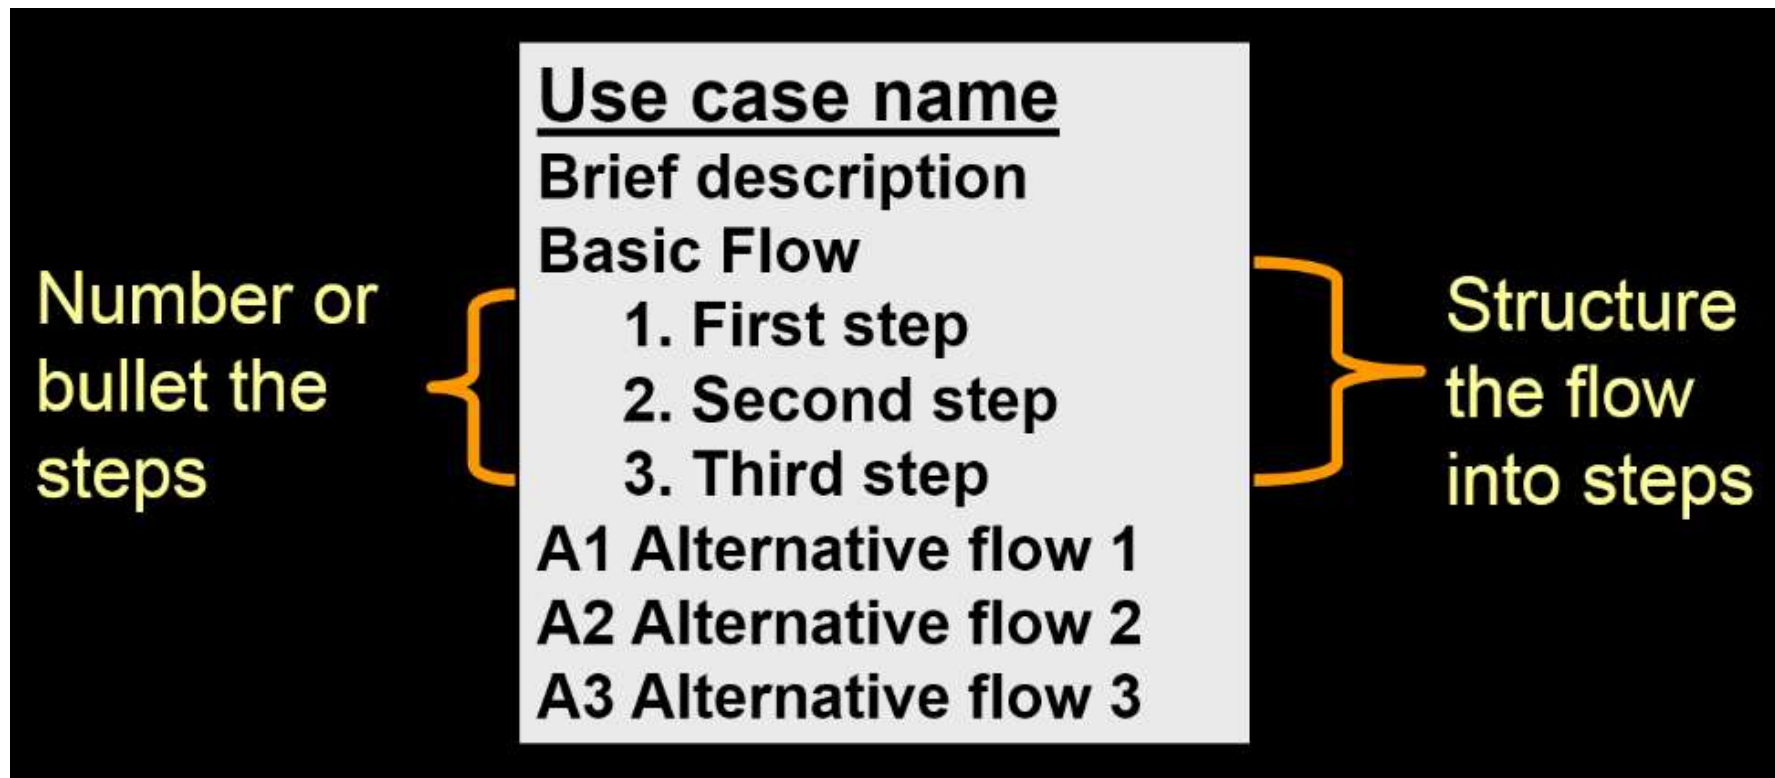 Use case name
Brief description
Basic Flow
1. First step
2. Second step
3. Third step
A1 Alternative flow 1
A2 Alternative flow 2
A3 Alternative flow 3
Number or
bullet the
steps
Structure
the flow
into steps